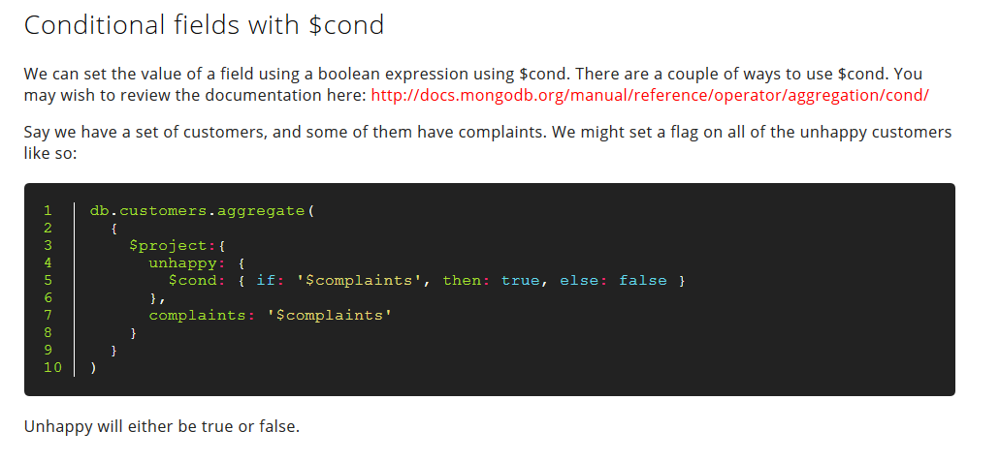 Conditional fields with $cond
We can set the value of a field using a boolean expression using $cond. There are a couple of ways to use $cond. You
may wish to review the documentation here: http://docs.mongodb.org/manual/reference/operator/aggregation/cond/
Say we have a set of customers, and some of them have complaints. We might set a flag on all of the unhappy customers
like so:
1 db.customers.aggregate(
2 {
3 $project:{
4 unhappy: {
5 $cond: { if: '$complaints', then: true, else: false }
6 },
7 complaints: '$complaints'
8 }
9 }
10 )
Unhappy will either be true or false.